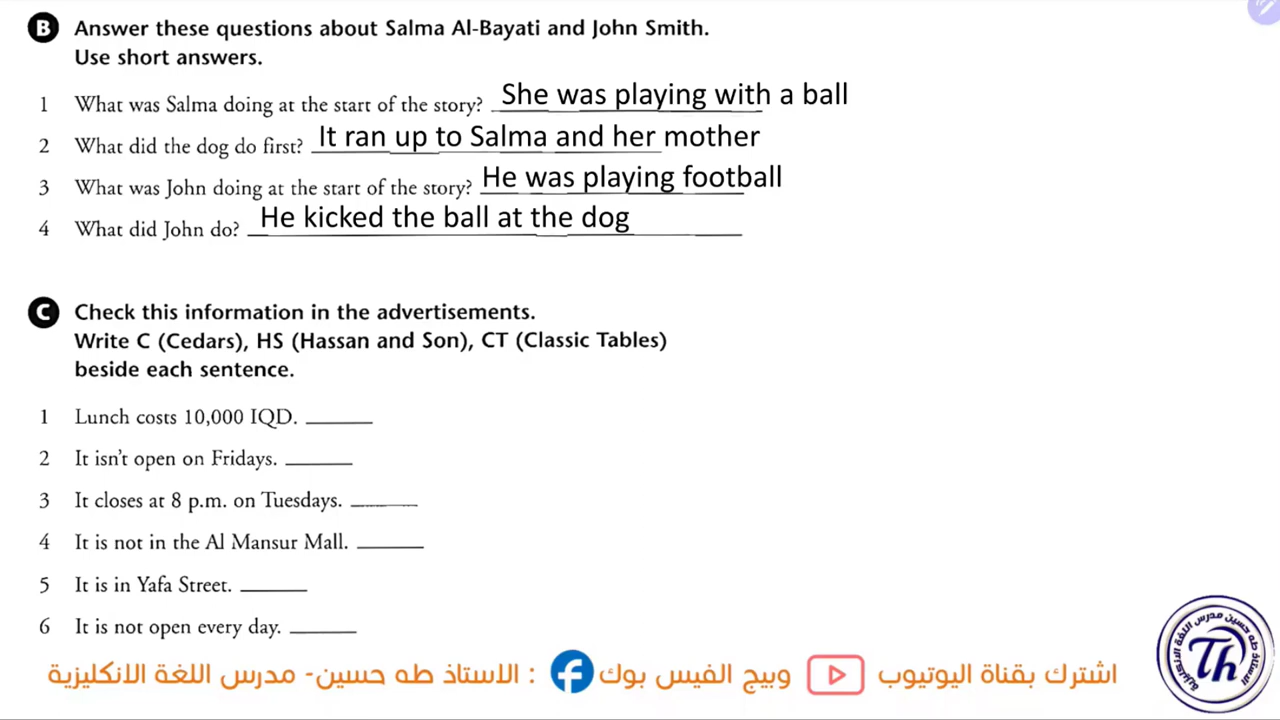 B Answer these questions about Salma Al-Bayati and John Smith.
Use short answers.
1 What was Salma doing at the start of the story? She was playing with a ball
2 What did the dog do first? It ran up to Salma and her mother
3 What was John doing at the start of the story? He was playing football
4 What did John do? He kicked the ball at the dog
C Check this information in the advertisements.
Write C (Cedars), HS (Hassan and Son), CT (Classic Tables)
beside each sentence.
1 Lunch costs 10,000 IQD.
2 It isn't open on Fridays.
3 It closes at 8 p.m. on Tuesdays.
4 It is not in the Al Mansur Mall.
5 It is in Yafa Street.
6 It is not open every day.
اشترك بقناة اليوتيوب وبيج الفيس بوك : الاستاذ طه حسين- مدرس اللغة الانكليزية
Th
الاستاذ طه حسين مدرس اللغة الانكليزية